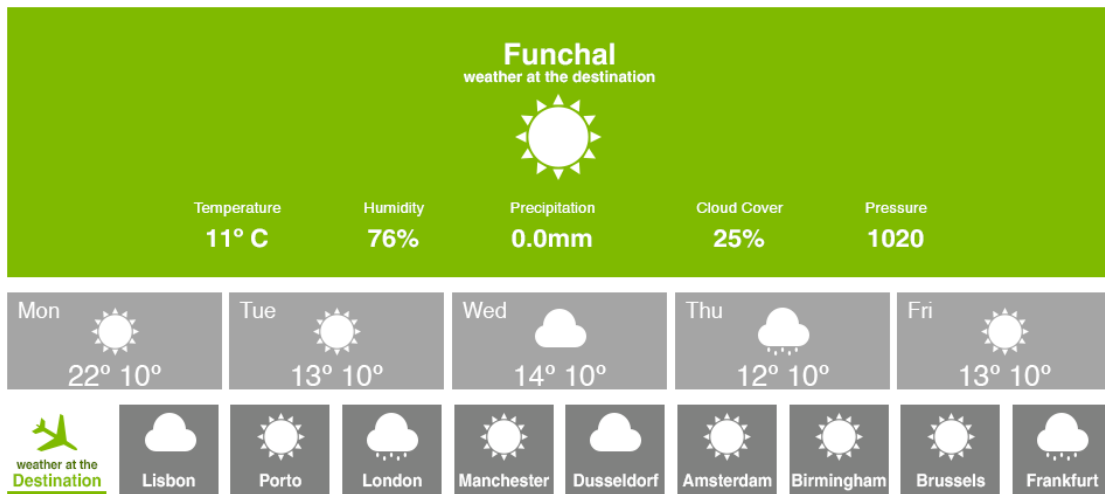 Funchal
weather at the destination
Temperature Humidity Precipitation Cloud Cover Pressure
11º C 76% 0.0mm 25% 1020
Mon Tue Wed Thu Fri
22º 10º 13º 10º 14º 10º 12º 10º 13º 10º
weather at the
Destination Lisbon Porto London Manchester Dusseldorf Amsterdam Birmingham Brussels Frankfurt